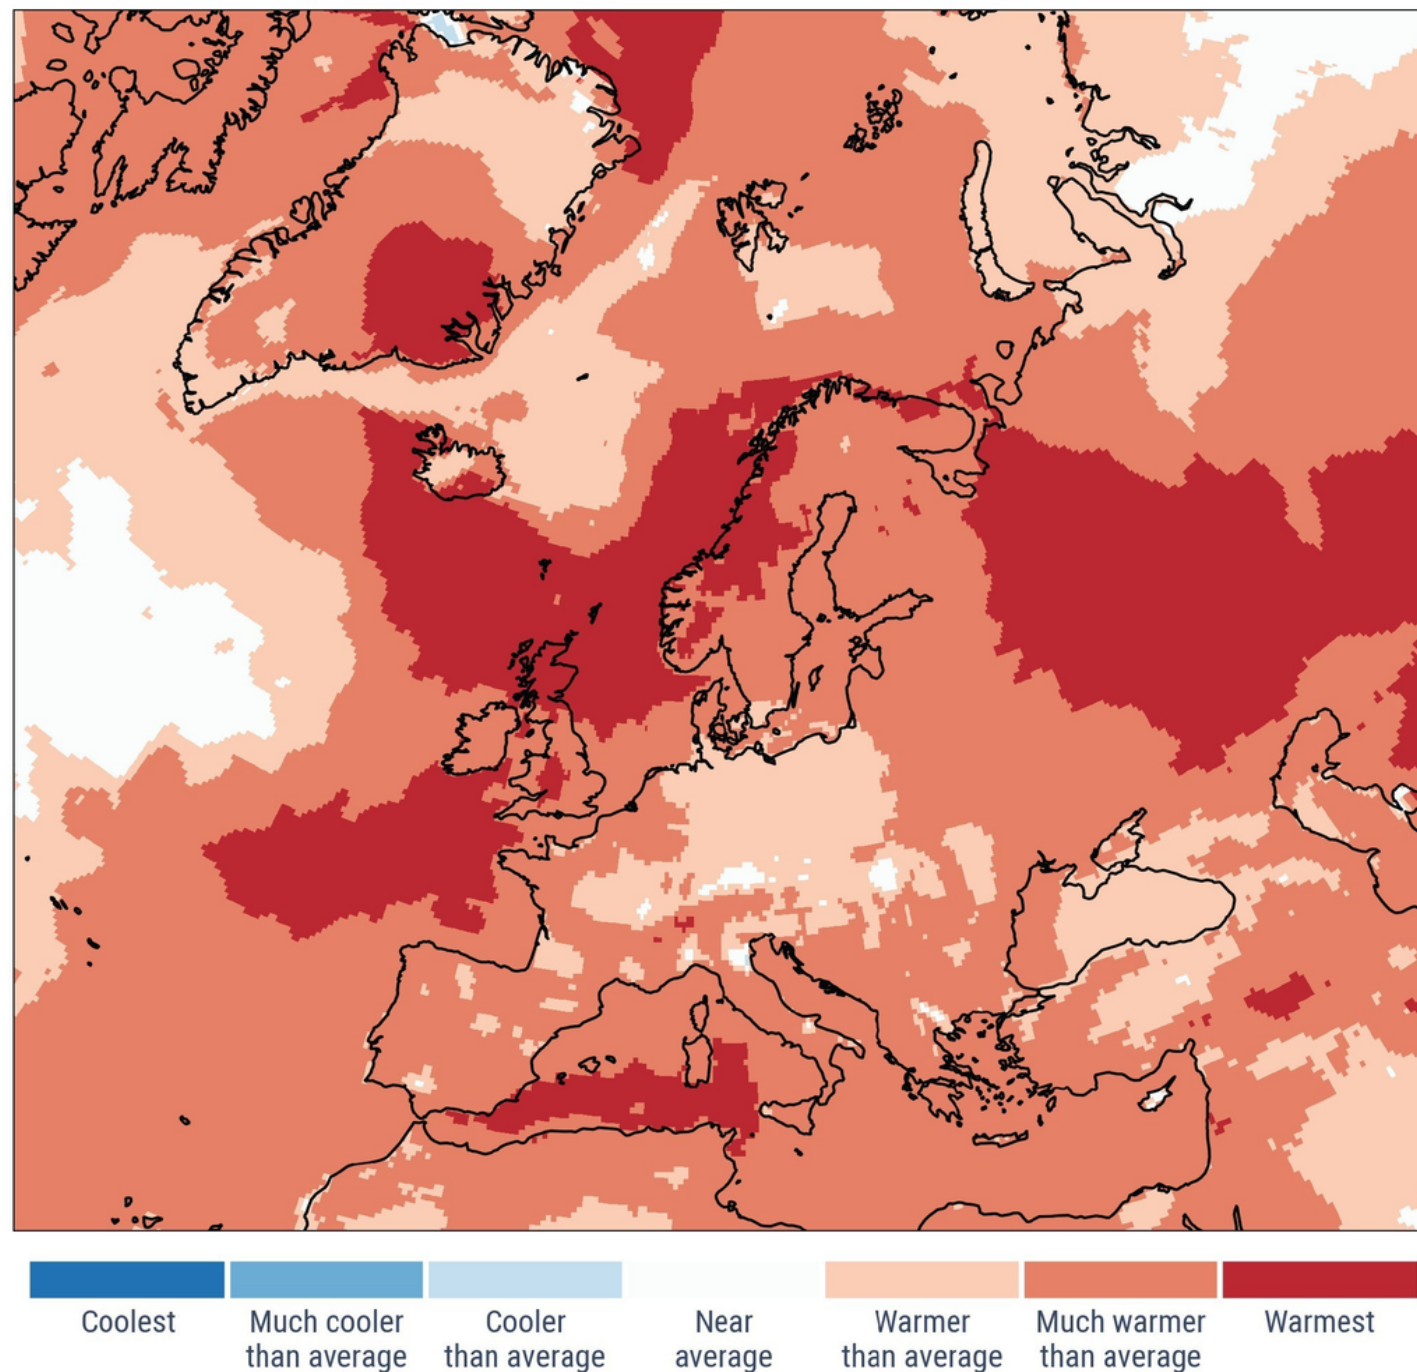 Coolest
Much cooler
than average
Cooler
than average
Near
average
Warmer
than average
Much warmer
than average
Warmest